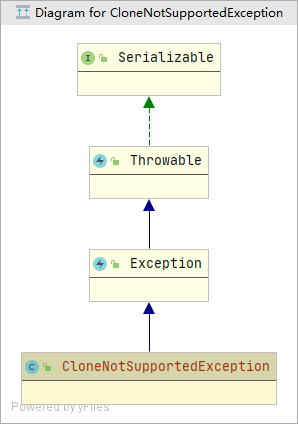 Diagram for CloneNotSupportedException
I Serializable
Throwable
Exception
C CloneNotSupportedException
Powered by yFiles